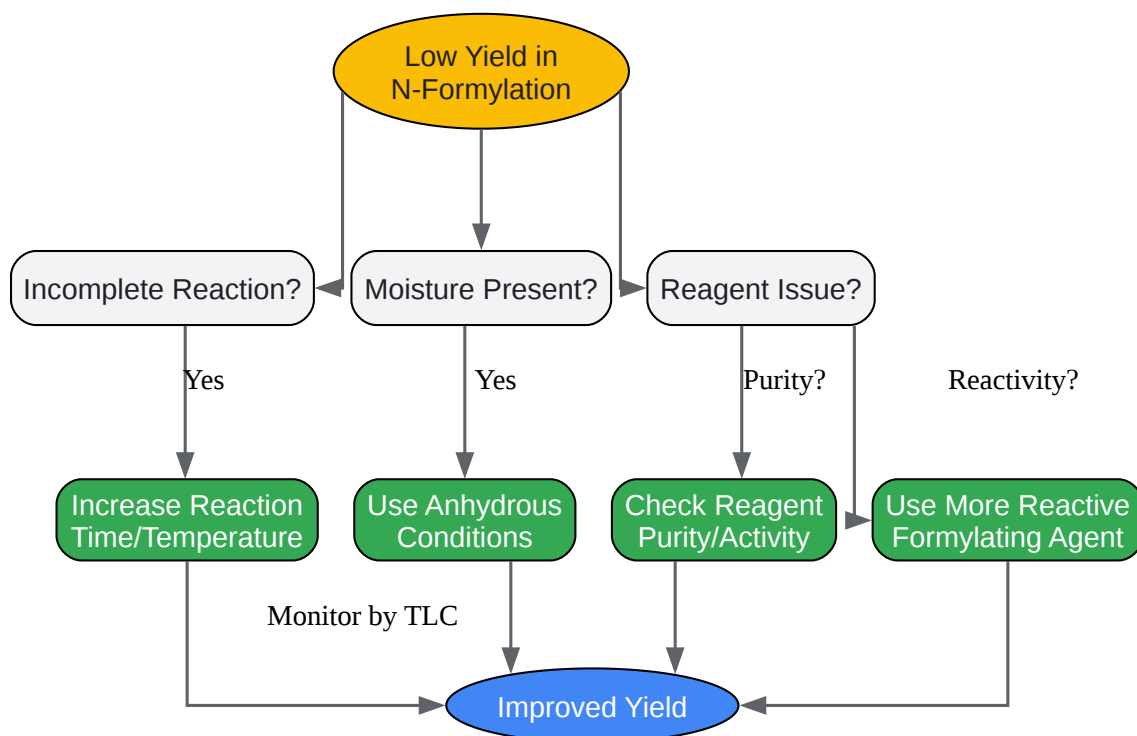 Low Yield in
N-Formylation
Incomplete Reaction?
Moisture Present?
Reagent Issue?
Yes
Yes
Purity?
Reactivity?
Increase Reaction
Time/Temperature
Use Anhydrous
Conditions
Check Reagent
Purity/Activity
Use More Reactive
Formylating Agent
Monitor by TLC
Improved Yield